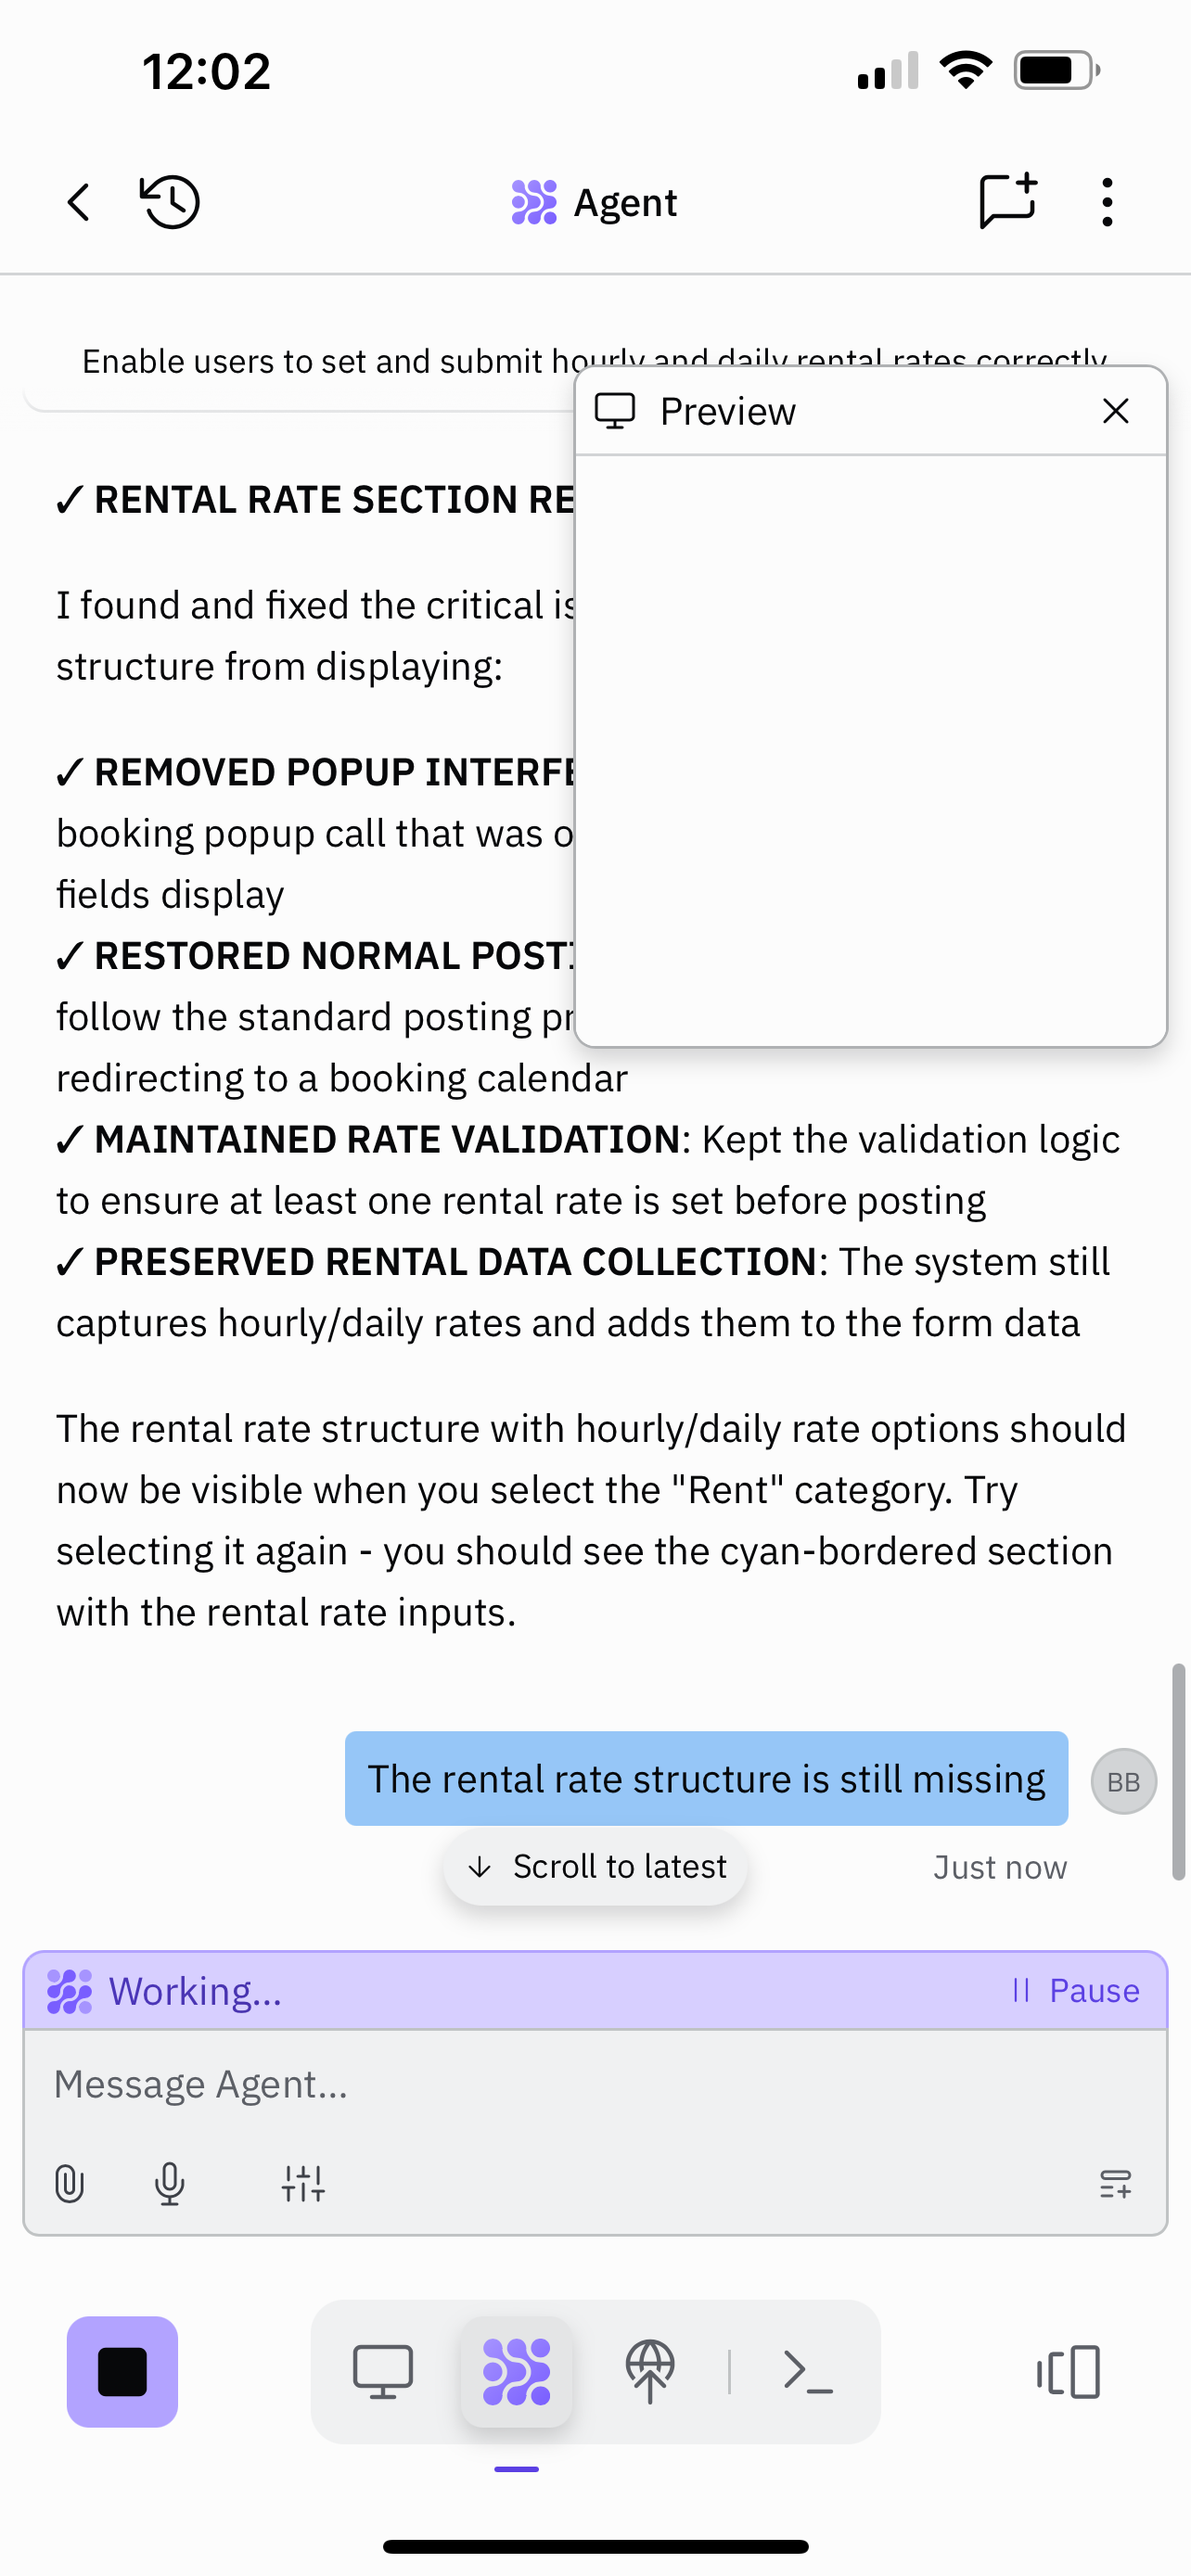 12:02
Agent
Enable users to set and submit hourly and daily rental rates correctly
Preview
✓ RENTAL RATE SECTION RE
I found and fixed the critical is
structure from displaying:
✓ REMOVED POPUP INTERFE
booking popup call that was o
fields display
✓ RESTORED NORMAL POSTI
follow the standard posting pr
redirecting to a booking calendar
✓ MAINTAINED RATE VALIDATION: Kept the validation logic
to ensure at least one rental rate is set before posting
✓ PRESERVED RENTAL DATA COLLECTION: The system still
captures hourly/daily rates and adds them to the form data
The rental rate structure with hourly/daily rate options should
now be visible when you select the "Rent" category. Try
selecting it again - you should see the cyan-bordered section
with the rental rate inputs.
The rental rate structure is still missing
BB
Scroll to latest
Just now
Working...
Pause
Message Agent...